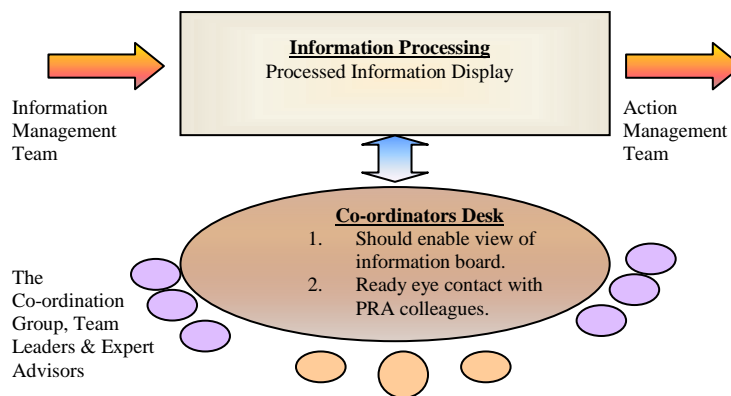 Information Processing
Processed Information Display
Information
Management
Team
Action
Management
Team
Co-ordinators Desk
1. Should enable view of
information board.
2. Ready eye contact with
PRA colleagues.
The
Co-ordination
Group, Team
Leaders & Expert
Advisors